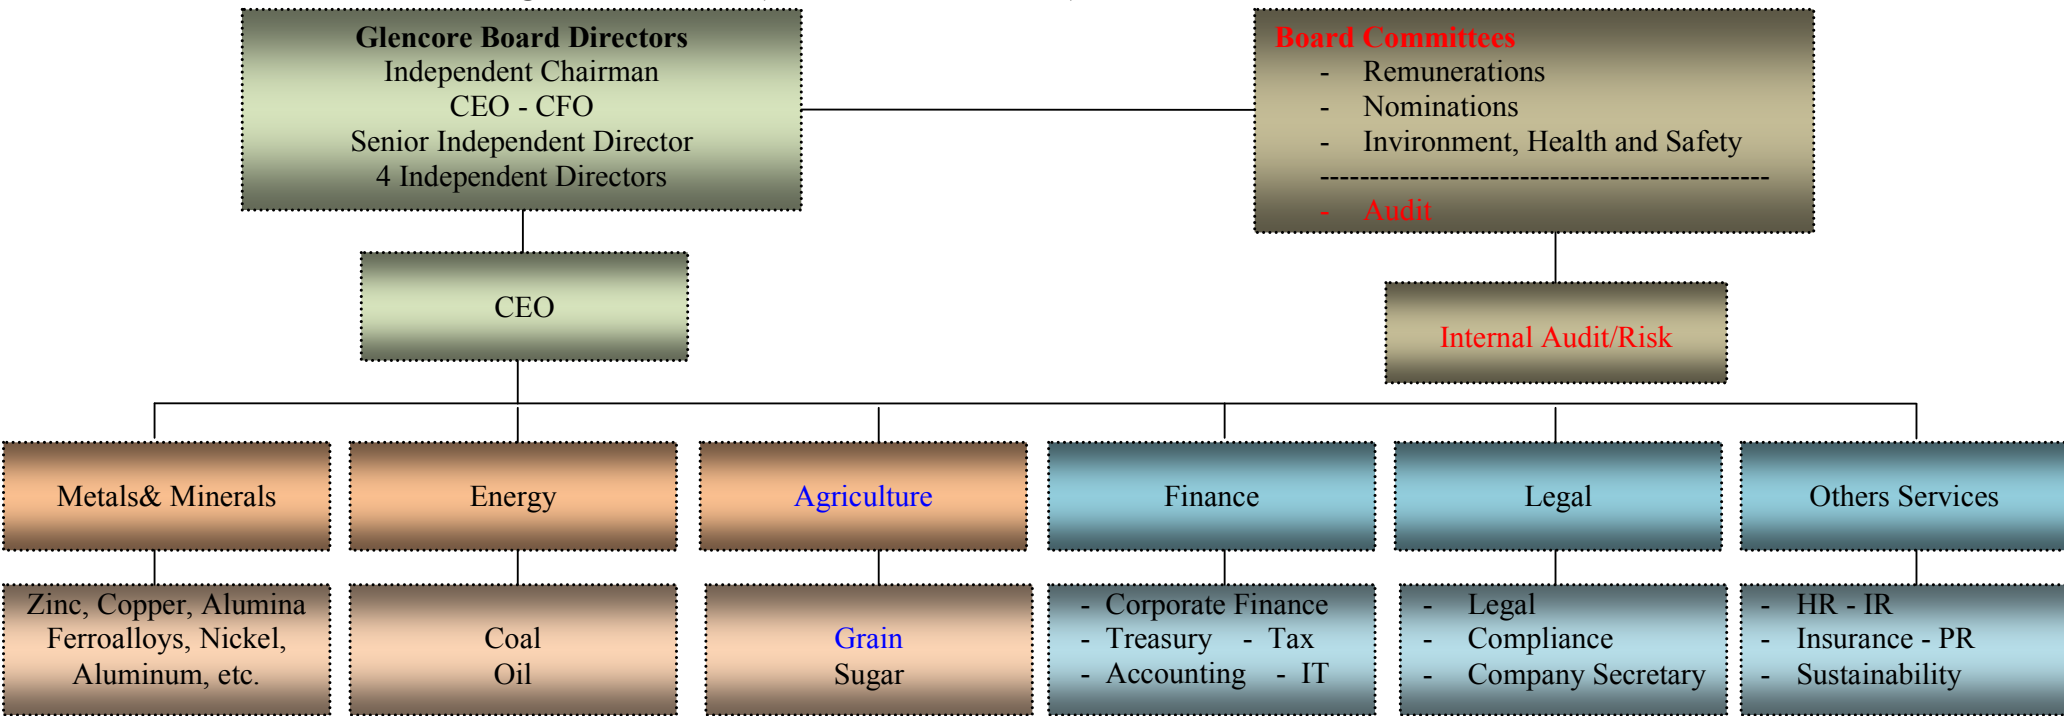 Glencore Board Directors
Independent Chairman
CEO - CFO
Senior Independent Director
4 Independent Directors
Board Committees
- Remunerations
- Nominations
- Invironment, Health and Safety
---------------------------------------------
- Audit
CEO
Internal Audit/Risk
Metals& Minerals
Energy
Agriculture
Finance
Legal
Others Services
Zinc, Copper, Alumina
Ferroalloys, Nickel,
Aluminum, etc.
Coal
Oil
Grain
Sugar
- Corporate Finance
- Treasury - Tax
- Accounting - IT
- Legal
- Compliance
- Company Secretary
- HR - IR
- Insurance - PR
- Sustainability